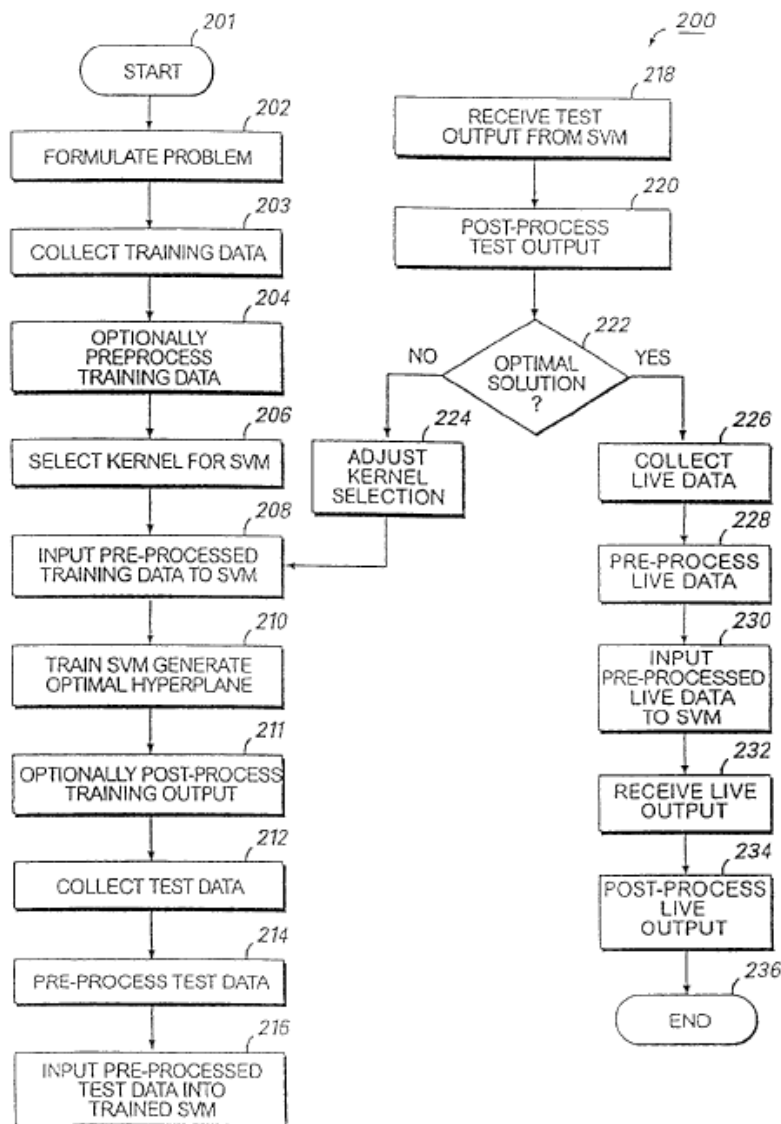 201
START
202
FORMULATE PROBLEM
203
COLLECT TRAINING DATA
204
OPTIONALLY
PREPROCESS
TRAINING DATA
206
SELECT KERNEL FOR SVM
208
INPUT PRE-PROCESSED
TRAINING DATA TO SVM
210
TRAIN SVM GENERATE
OPTIMAL HYPERPLANE
211
OPTIONALLY POST-PROCESS
TRAINING OUTPUT
212
COLLECT TEST DATA
214
PRE-PROCESS TEST DATA
216
INPUT PRE-PROCESSED
TEST DATA INTO
TRAINED SVM
200
218
RECEIVE TEST
OUTPUT FROM SVM
220
POST-PROCESS
TEST OUTPUT
222
OPTIMAL
SOLUTION
?
NO
YES
224
ADJUST
KERNEL
SELECTION
226
COLLECT
LIVE DATA
228
PRE-PROCESS
LIVE DATA
230
INPUT
PRE-PROCESSED
LIVE DATA
TO SVM
232
RECEIVE LIVE
OUTPUT
234
POST-PROCESS
LIVE
OUTPUT
236
END